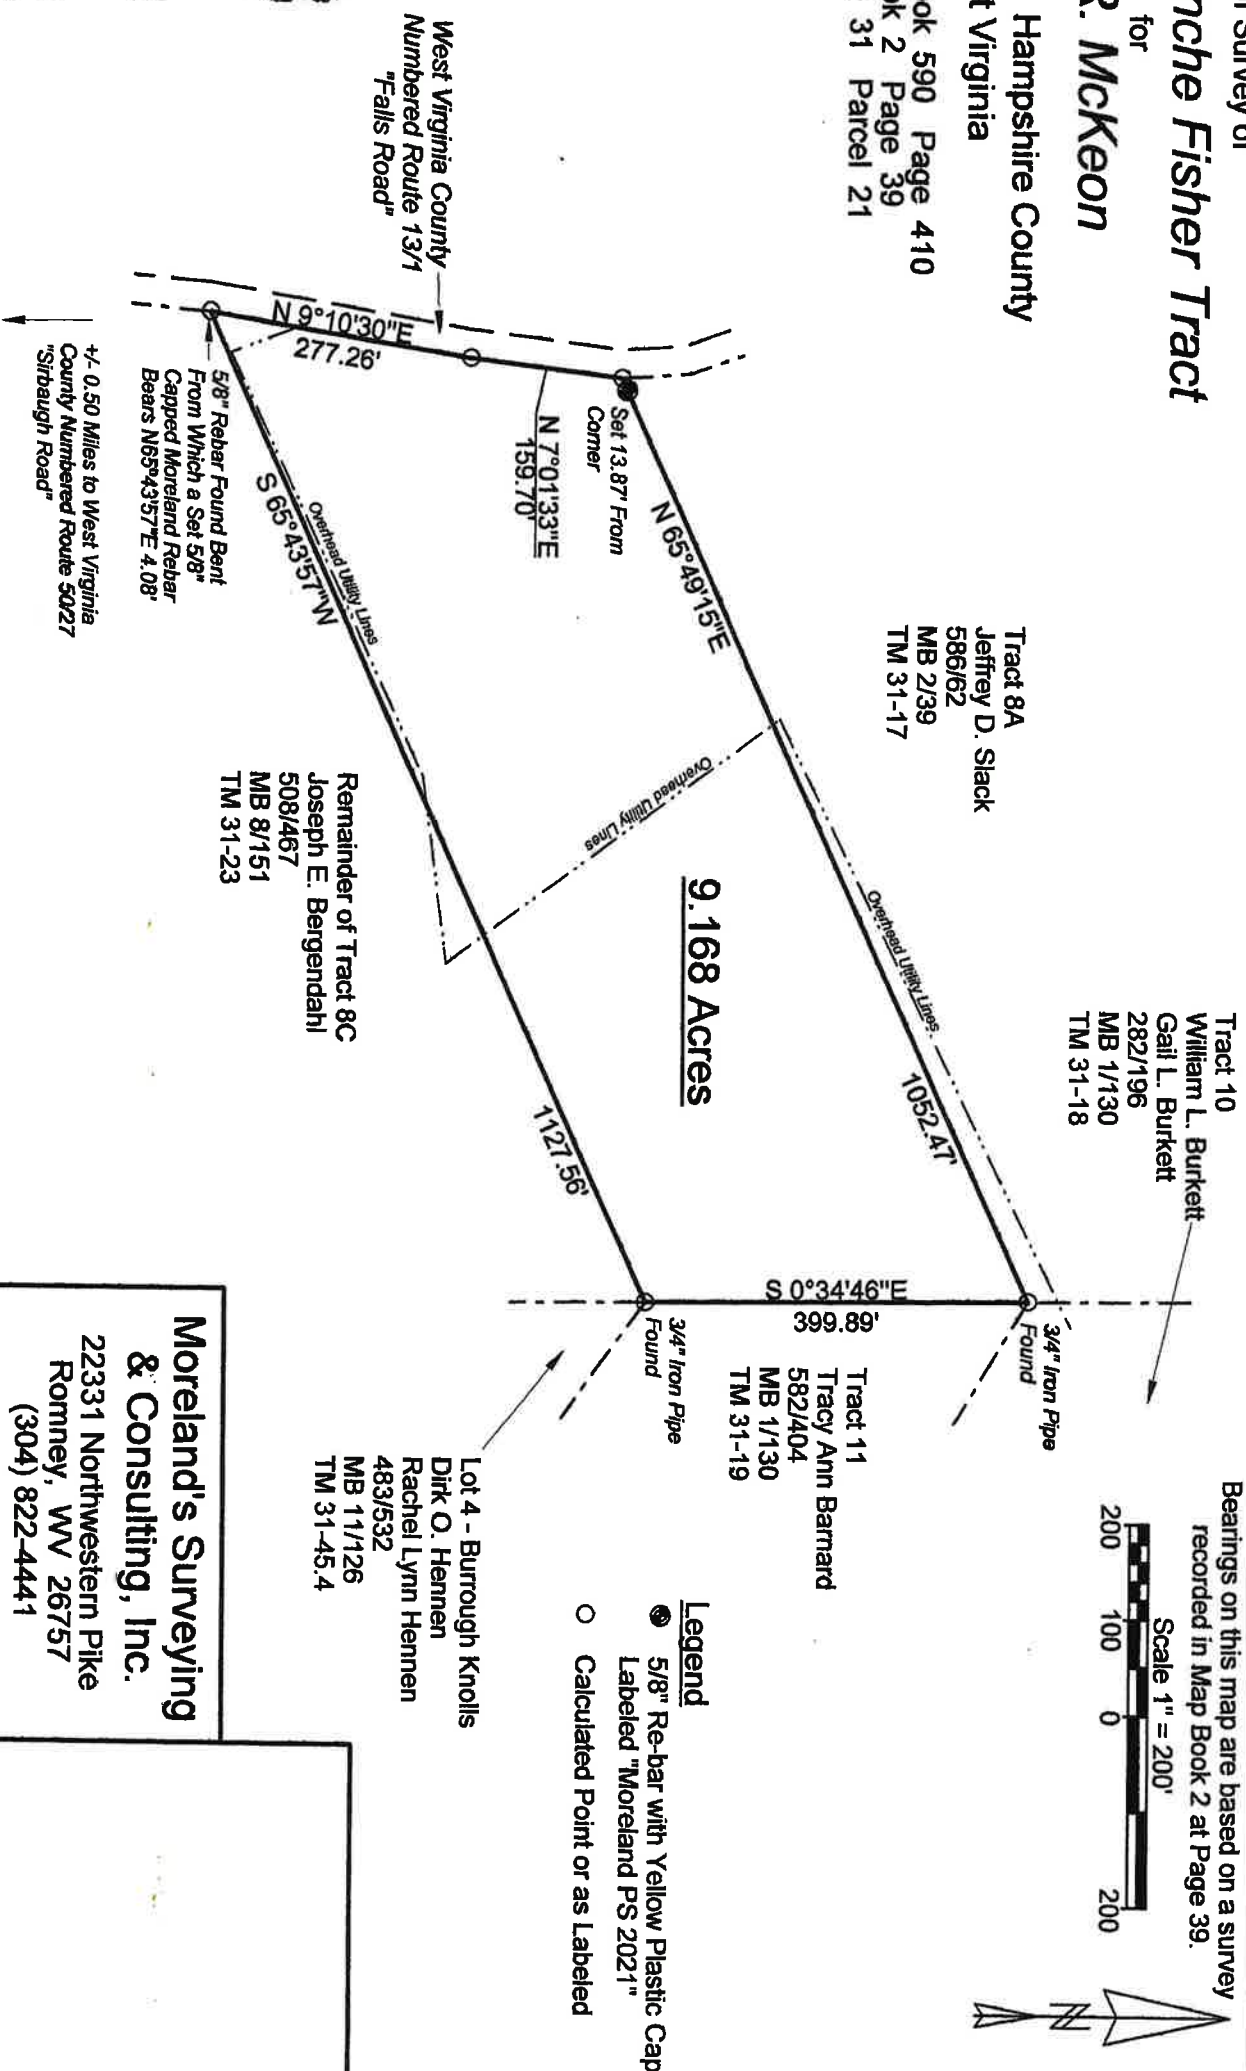 Survey of
nche Fisher Tract
for
R. McKeon
Hampshire County
t Virginia
ok 590 Page 410
k 2 Page 39
31 Parcel 21
West Virginia County
Numbered Route 13/1
"Falls Road"
Tract 8A
Jeffrey D. Slack
586/62
MB 2/39
TM 31-17
Tract 10
William L. Burkett
Gail L. Burkett
282/196
MB 1/130
TM 31-18
Bearings on this map are based on a survey
recorded in Map Book 2 at Page 39.
Scale 1" = 200'
200 100 0 200
N 9°10'30"E
277.26'
N 7°01'33"E
159.70'
Set 13.87' From
Corner
N 65°49'15"E
1052.47'
Overhead Utility Lines
Overhead Utility Lines
Overhead Utility Lines
9.168 Acres
S 65°43'57"W
1127.56'
S 0°34'46"E
399.89'
3/4" Iron Pipe
Found
3/4" Iron Pipe
Found
5/8" Rebar Found Bent
From Which a Set 5/8"
Capped Moreland Rebar
Bears N65°43'57"E 4.08'
+/- 0.50 Miles to West Virginia
County Numbered Route 50/27
"Sirbaugh Road"
Remainder of Tract 8C
Joseph E. Bergendahl
508/467
MB 8/151
TM 31-23
Tract 11
Tracy Ann Barnard
582/404
MB 1/130
TM 31-19
Lot 4 - Burrough Knolls
Dirk O. Hennen
Rachel Lynn Hennen
483/532
MB 11/126
TM 31-45.4
Legend
5/8" Re-bar with Yellow Plastic Cap
Labeled "Moreland PS 2021"
Calculated Point or as Labeled
N
Moreland's Surveying
& Consulting, Inc.
22331 Northwestern Pike
Romney, WV 26757
(304) 822-4441